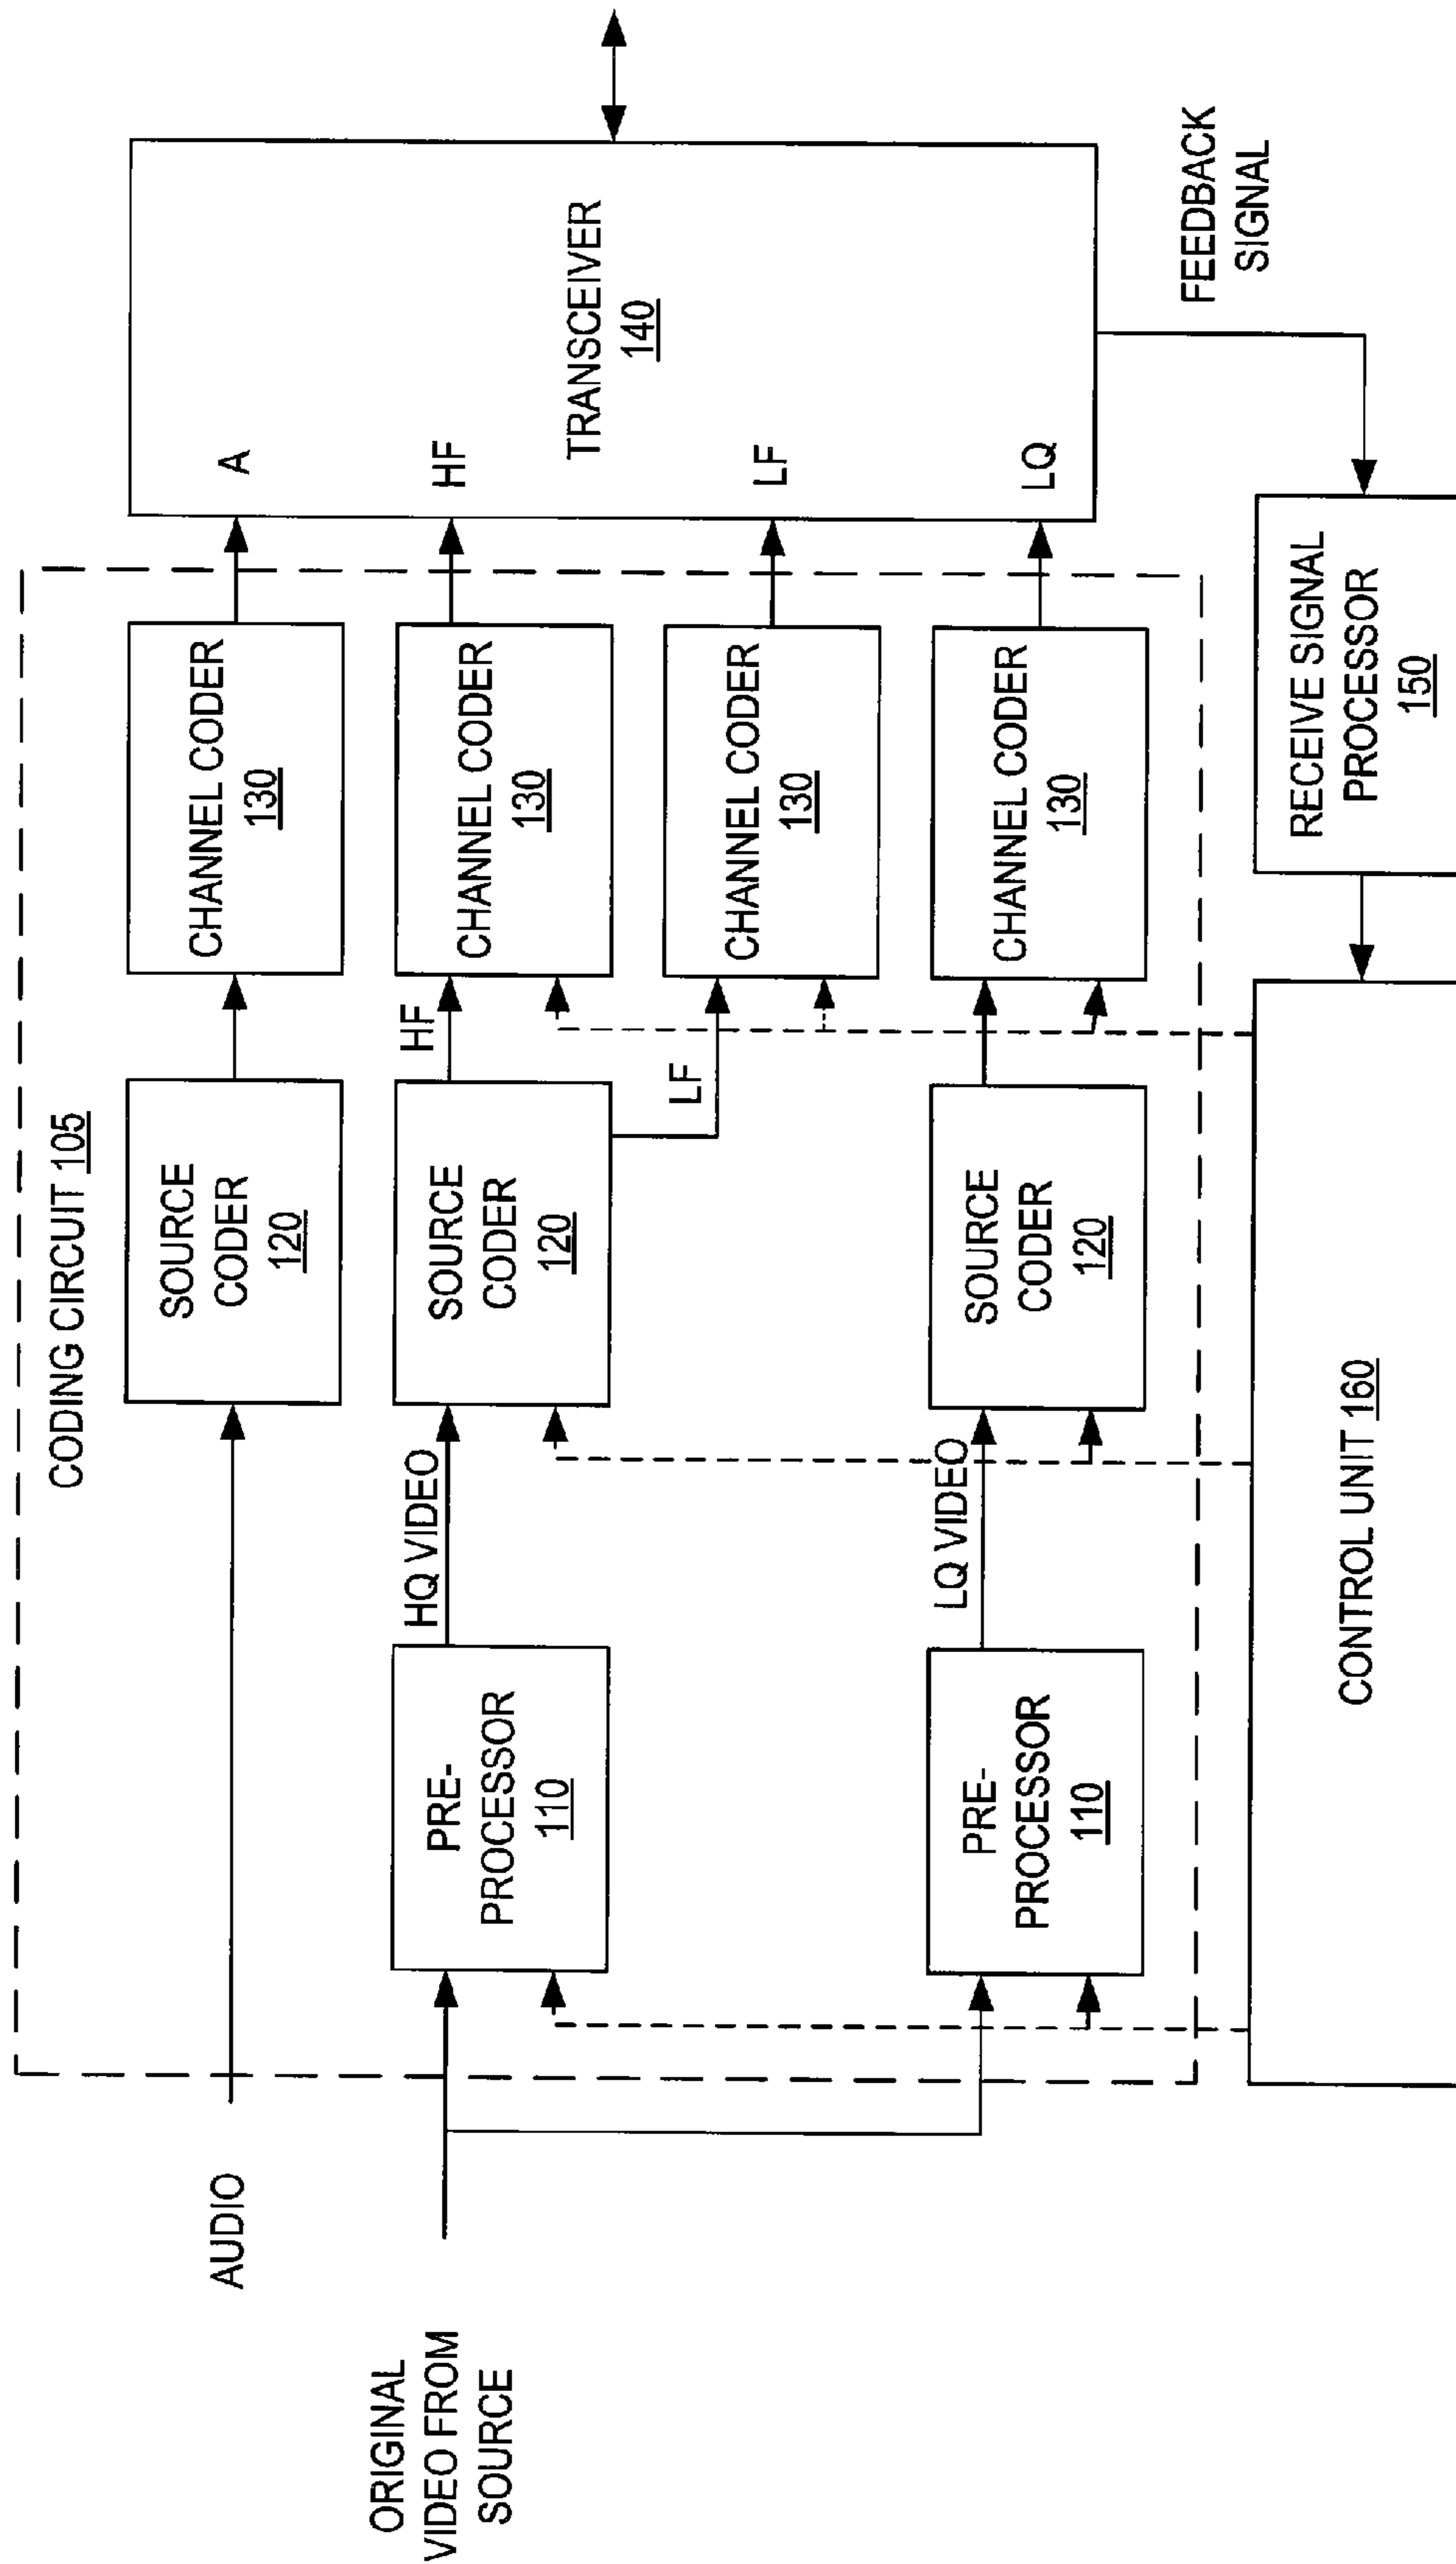 CODING CIRCUIT 105
AUDIO
SOURCE
CODER
120
CHANNEL CODER
130
A
ORIGINAL
VIDEO FROM
SOURCE
PRE-
PROCESSOR
110
HQ VIDEO
SOURCE
CODER
120
HF
CHANNEL CODER
130
HF
TRANSCEIVER
140
LF
CHANNEL CODER
130
LF
PRE-
PROCESSOR
110
LQ VIDEO
SOURCE
CODER
120
CHANNEL CODER
130
LQ
FEEDBACK
SIGNAL
CONTROL UNIT 160
RECEIVE SIGNAL
PROCESSOR
150